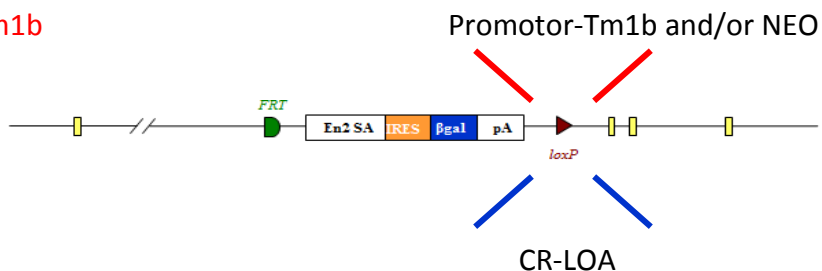 m1b
Promotor-Tm1b and/or NEO
FRT
En2 SA IRES βgal pA
loxP
CR-LOA